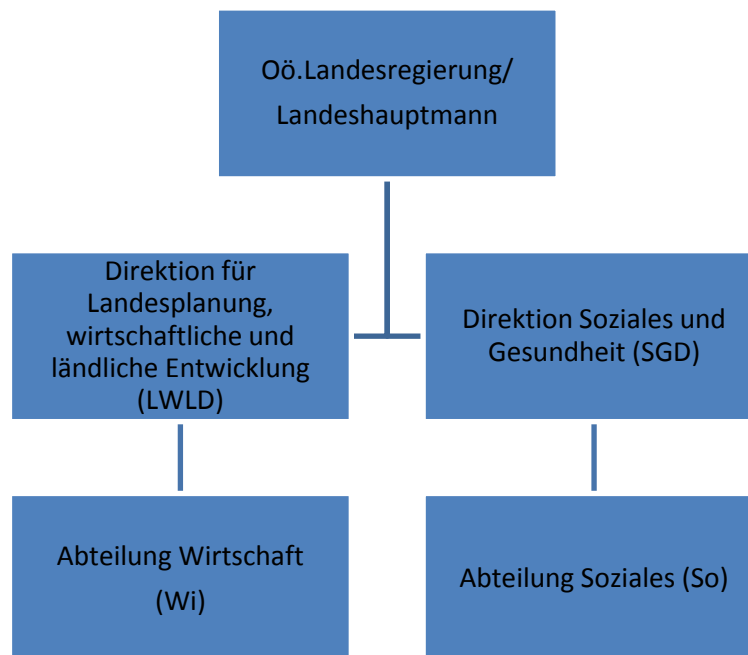 Oö.Landesregierung/
Landeshauptmann
Direktion für
Landesplanung,
wirtschaftliche und
ländliche Entwicklung
(LWLD)
Direktion Soziales und
Gesundheit (SGD)
Abteilung Wirtschaft
(Wi)
Abteilung Soziales (So)